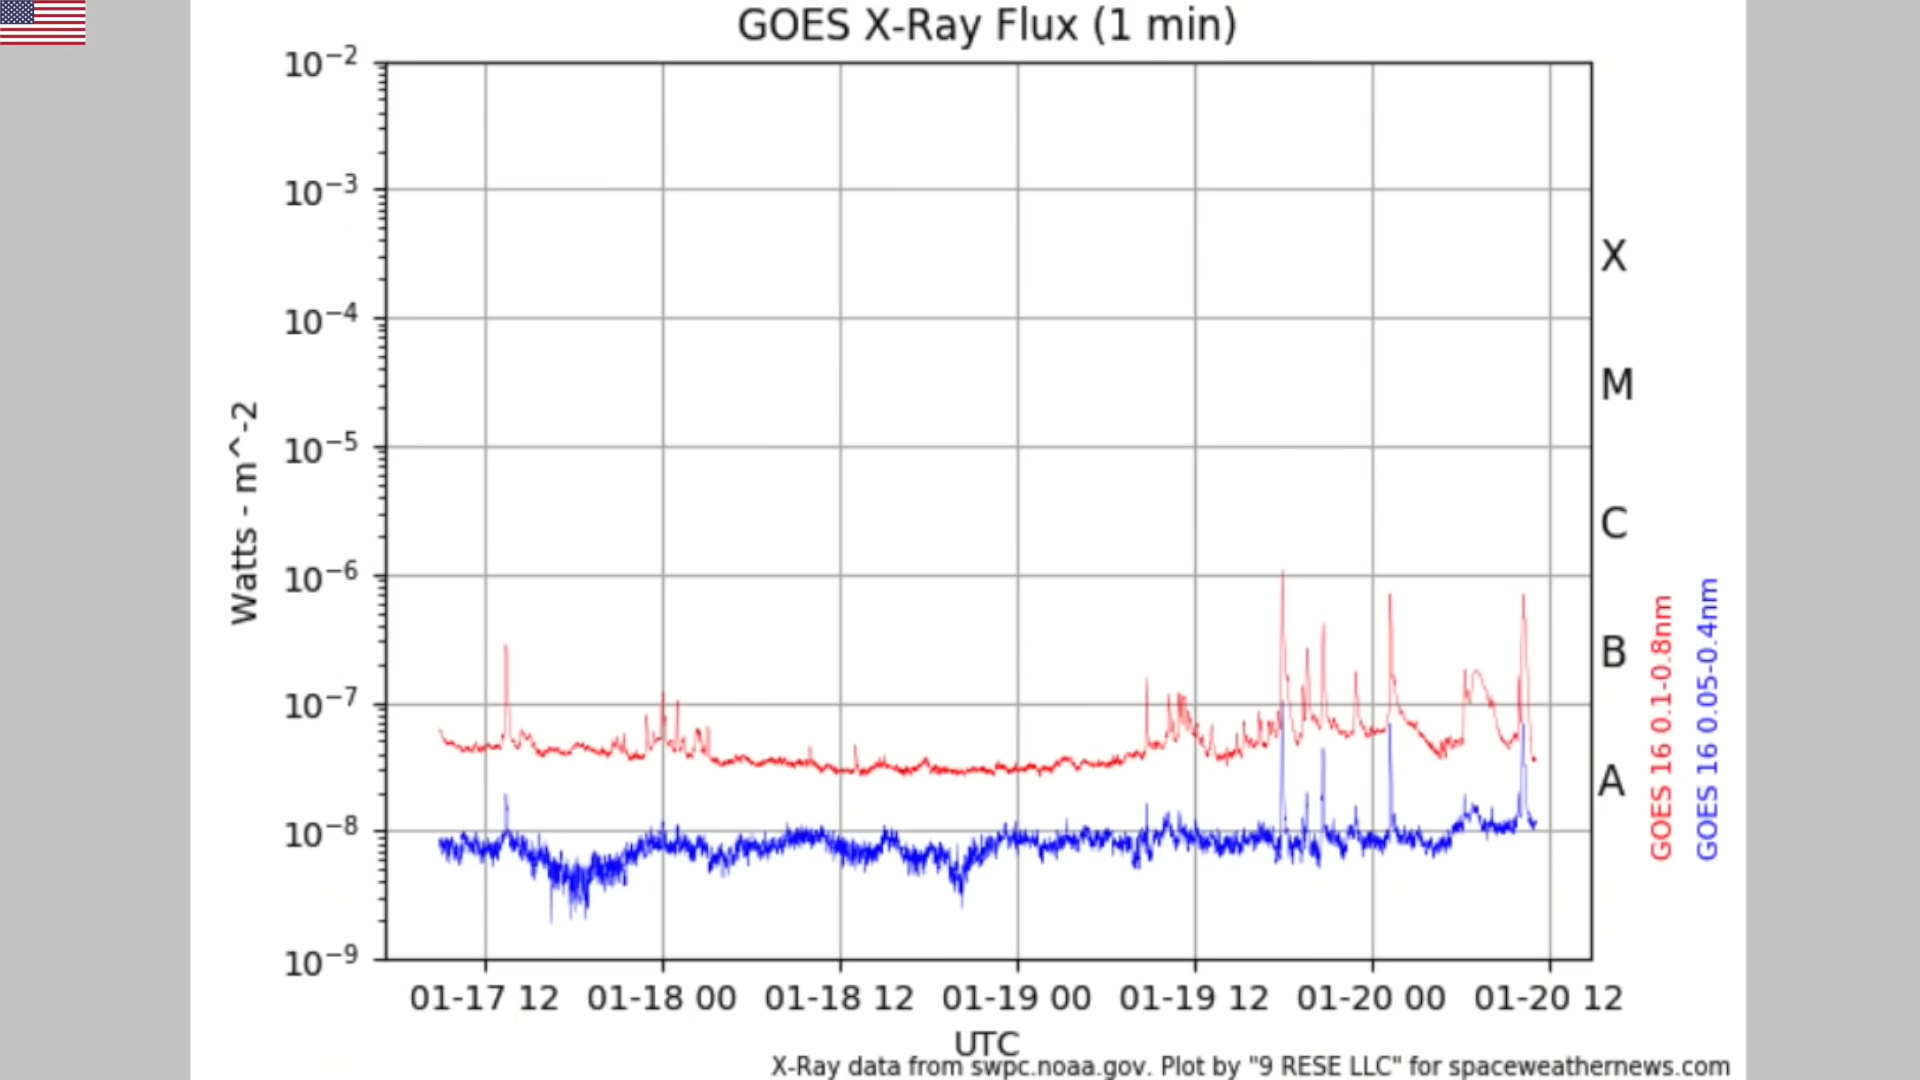 GOES X-Ray Flux (1 min)
10−2
10−3
10−4
10−5
10−6
10−7
10−8
10−9
Watts - m^-2
X
M
C
B
A
GOES 16 0.1-0.8nm
GOES 16 0.05-0.4nm
01-17 12 01-18 00 01-18 12 01-19 00 01-19 12 01-20 00 01-20 12
UTC
X-Ray data from swpc.noaa.gov. Plot by "9 RESE LLC" for spaceweathernews.com